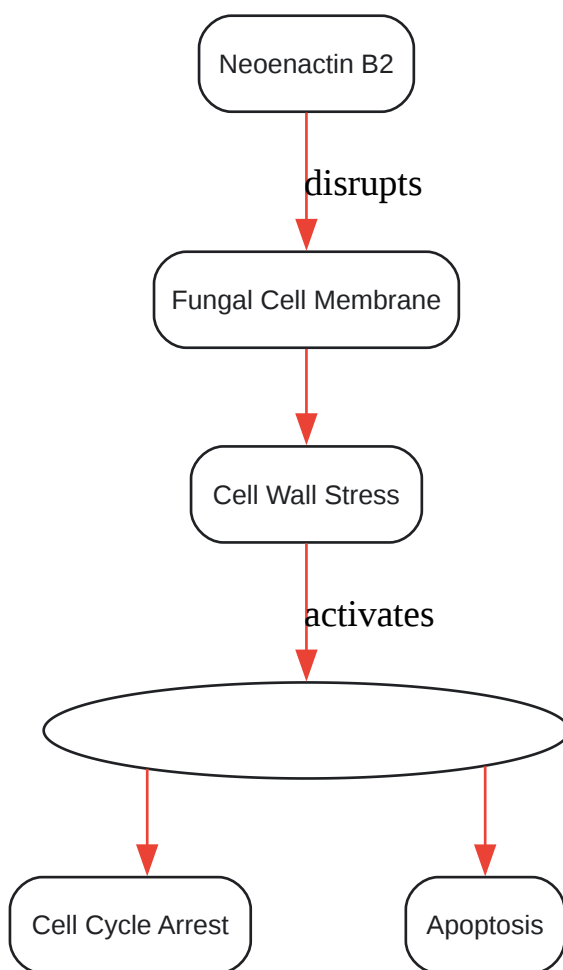 Neoenactin B2
disrupts
Fungal Cell Membrane
Cell Wall Stress
activates
Cell Cycle Arrest
Apoptosis